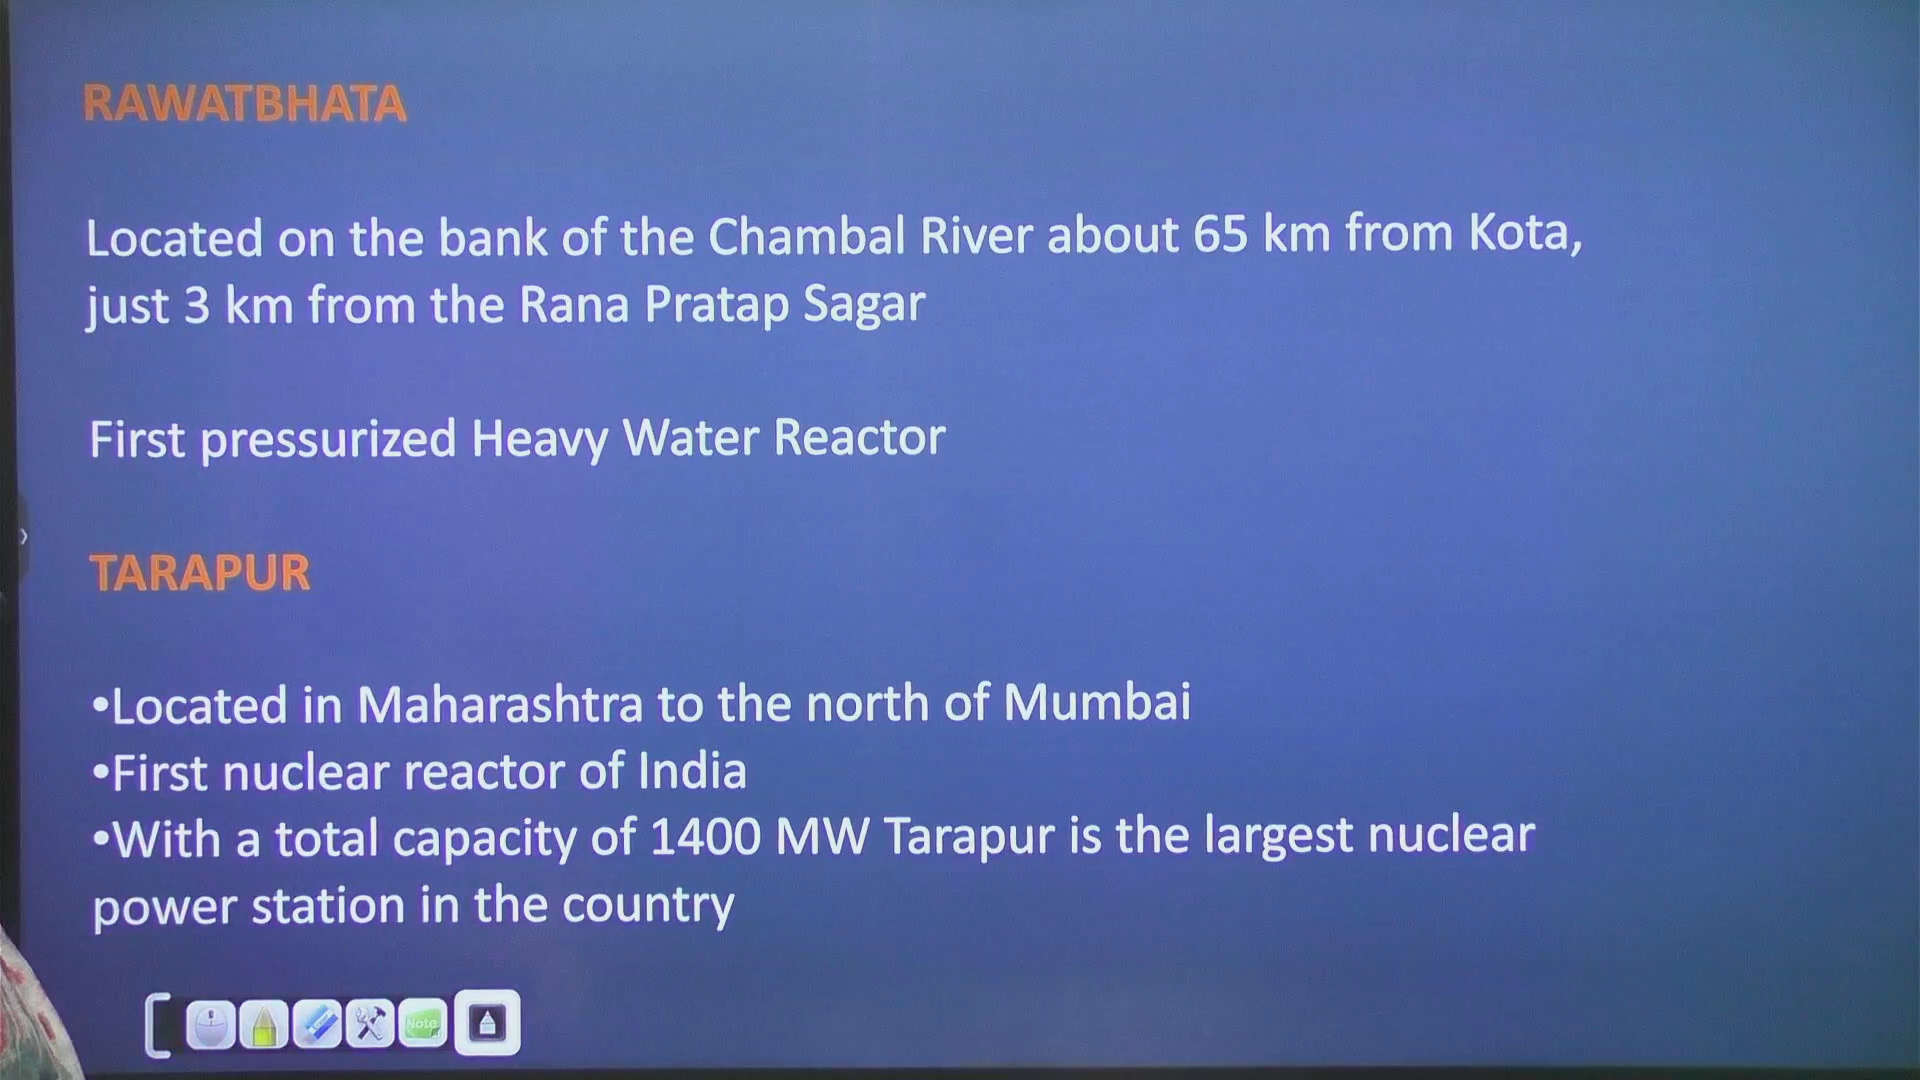 RAWATBHATA
Located on the bank of the Chambal River about 65 km from Kota,
just 3 km from the Rana Pratap Sagar
First pressurized Heavy Water Reactor
TARAPUR
•Located in Maharashtra to the north of Mumbai
•First nuclear reactor of India
•With a total capacity of 1400 MW Tarapur is the largest nuclear
power station in the country
Note